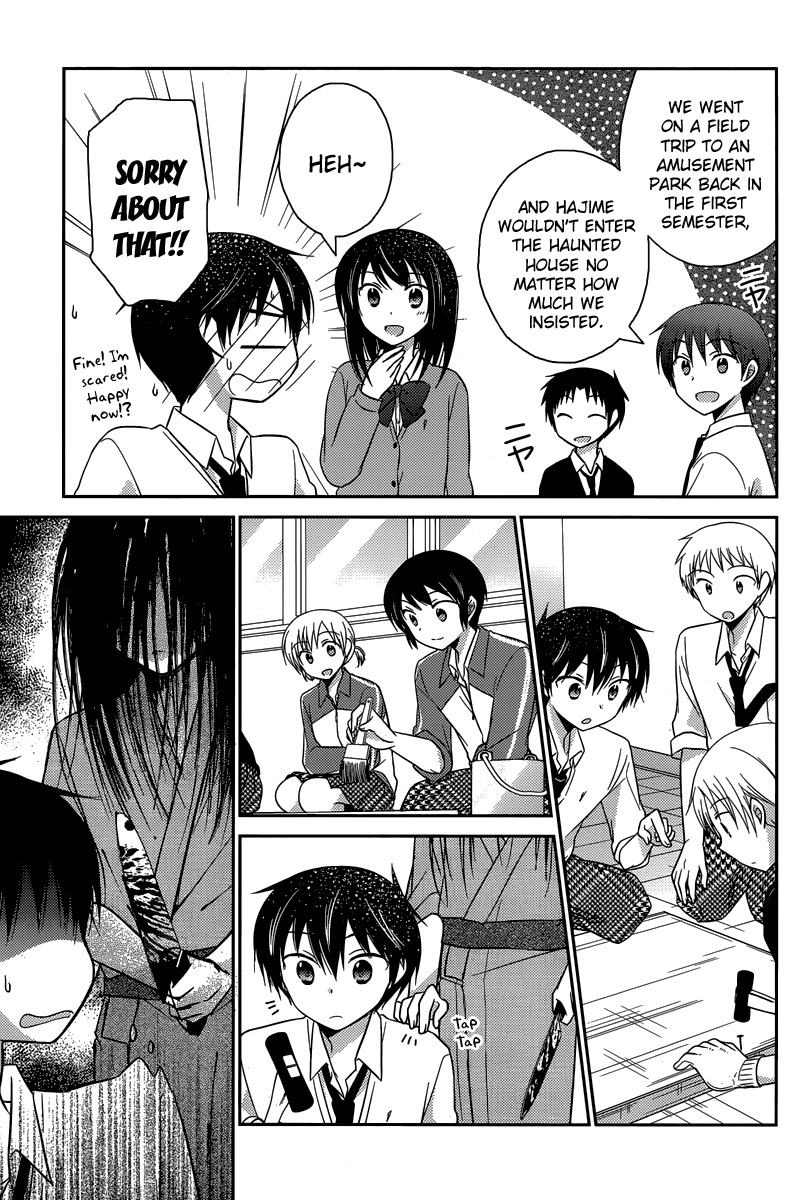 WE WENT
ON A FIELD
TRIP TO AN
AMUSEMENT
PARK BACK IN
THE FIRST
SEMESTER,
ニヤ
AND HAJIME
WOULDN'T ENTER
THE HAUNTED
HOUSE NO
MATTER HOW
MUCH WE
INSISTED.
ニヤ
HEH~
SORRY
ABOUT
THAT!!
Fine! I'm
scared!
Happy
now!?
Tap
Tap